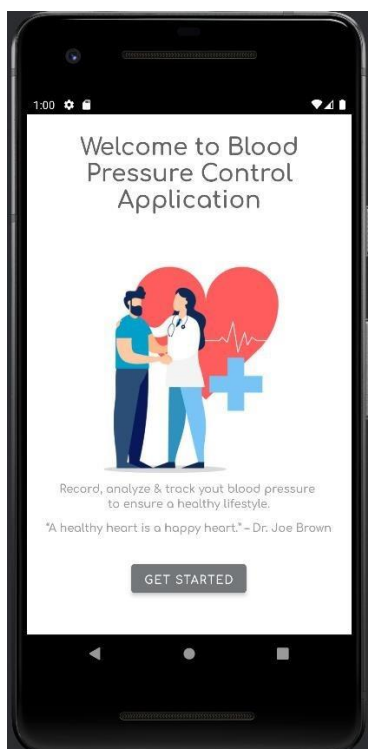 1:00
Welcome to Blood
Pressure Control
Application
Record, analyze & track yout blood pressure
to ensure a healthy lifestyle.
"A healthy heart is a happy heart." – Dr. Joe Brown
GET STARTED